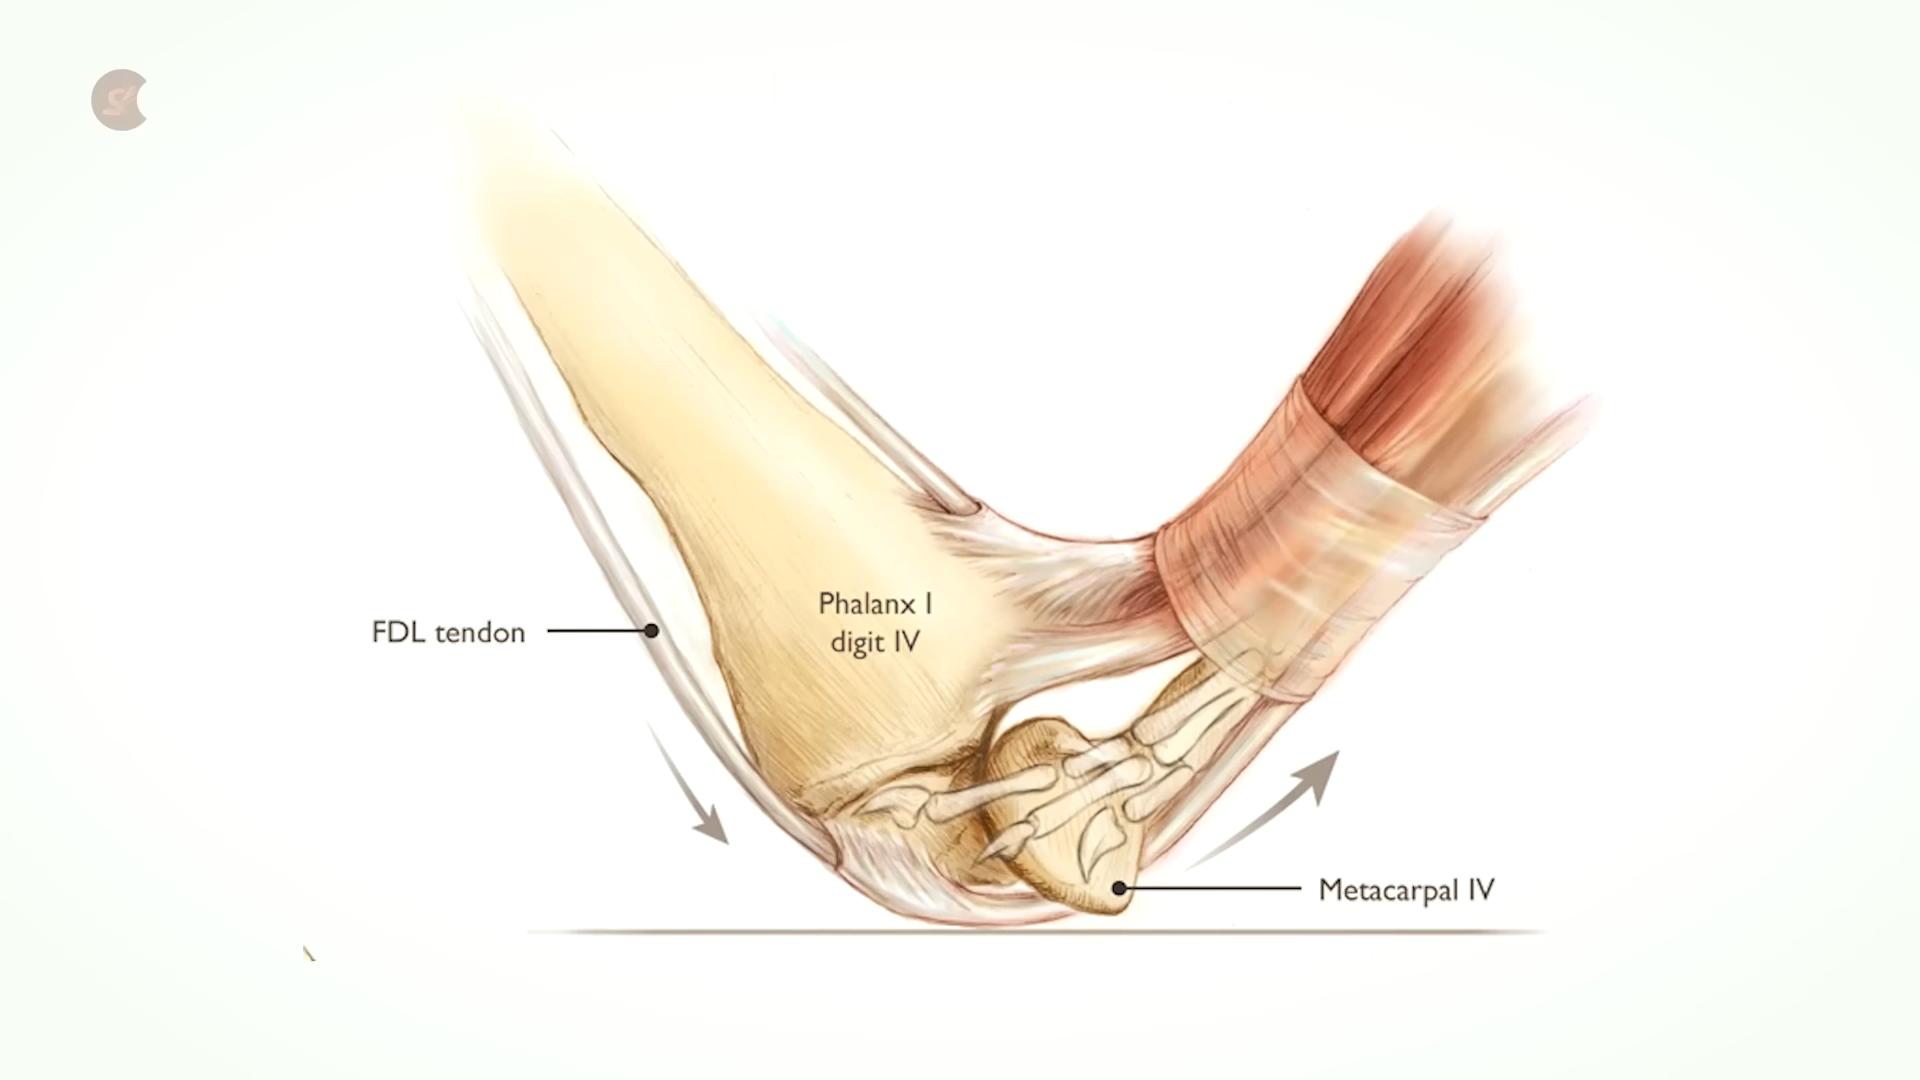 Phalanx I
digit IV
FDL tendon
Metacarpal IV